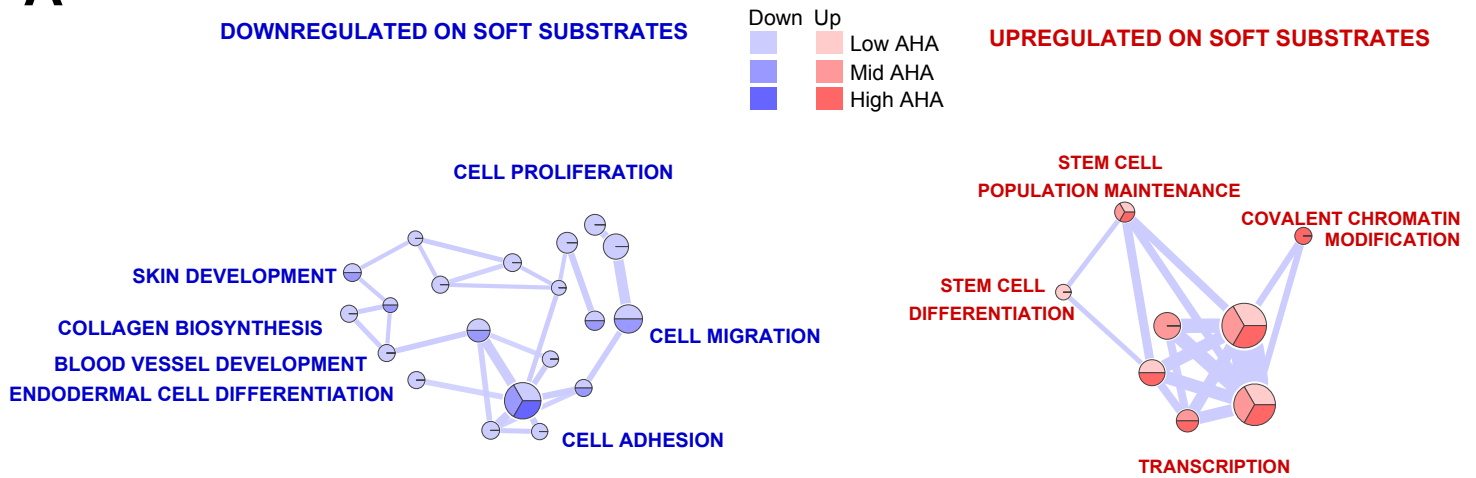 A
Down Up
DOWNREGULATED ON SOFT SUBSTRATES
Low AHA
UPREGULATED ON SOFT SUBSTRATES
Mid AHA
High AHA
CELL PROLIFERATION
SKIN DEVELOPMENT
COLLAGEN BIOSYNTHESIS
CELL MIGRATION
BLOOD VESSEL DEVELOPMENT
ENDODERMAL CELL DIFFERENTIATION
CELL ADHESION
STEM CELL
POPULATION MAINTENANCE
COVALENT CHROMATIN
MODIFICATION
STEM CELL
DIFFERENTIATION
TRANSCRIPTION